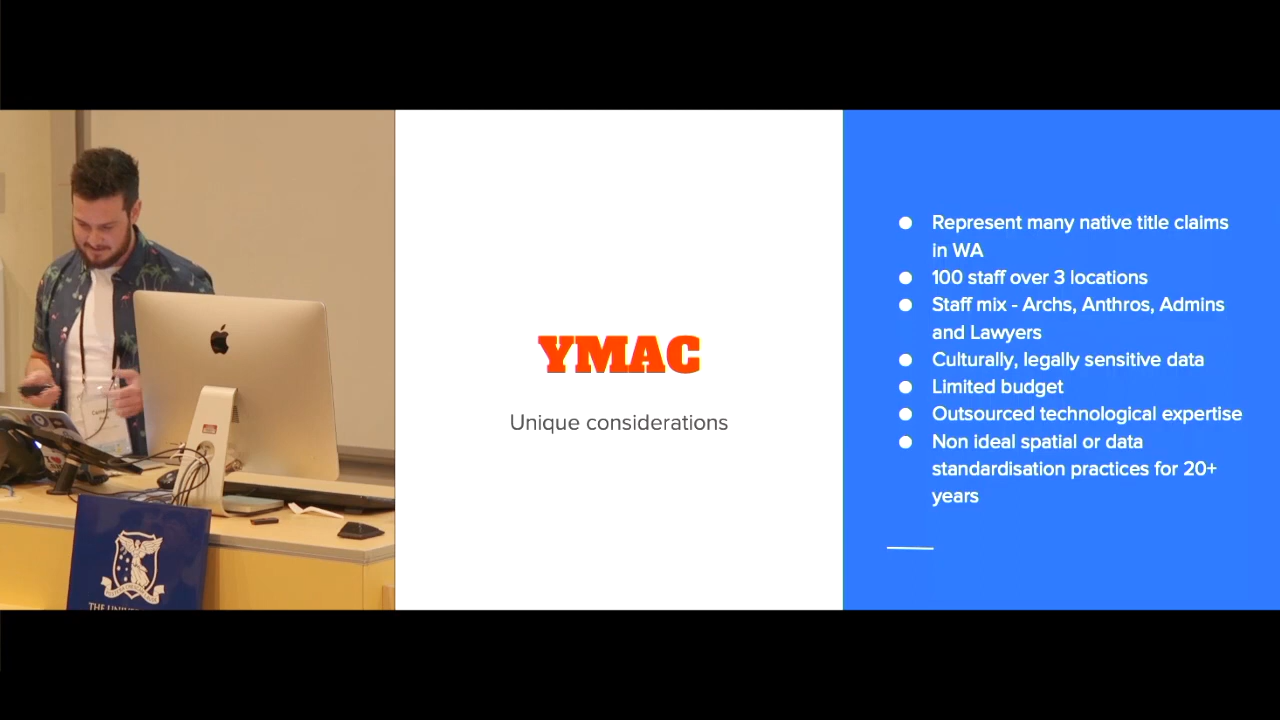 YMAC
Unique considerations
● Represent many native title claims
in WA
● 100 staff over 3 locations
● Staff mix - Archs, Anthros, Admins
and Lawyers
● Culturally, legally sensitive data
● Limited budget
● Outsourced technological expertise
● Non ideal spatial or data
standardisation practices for 20+
years